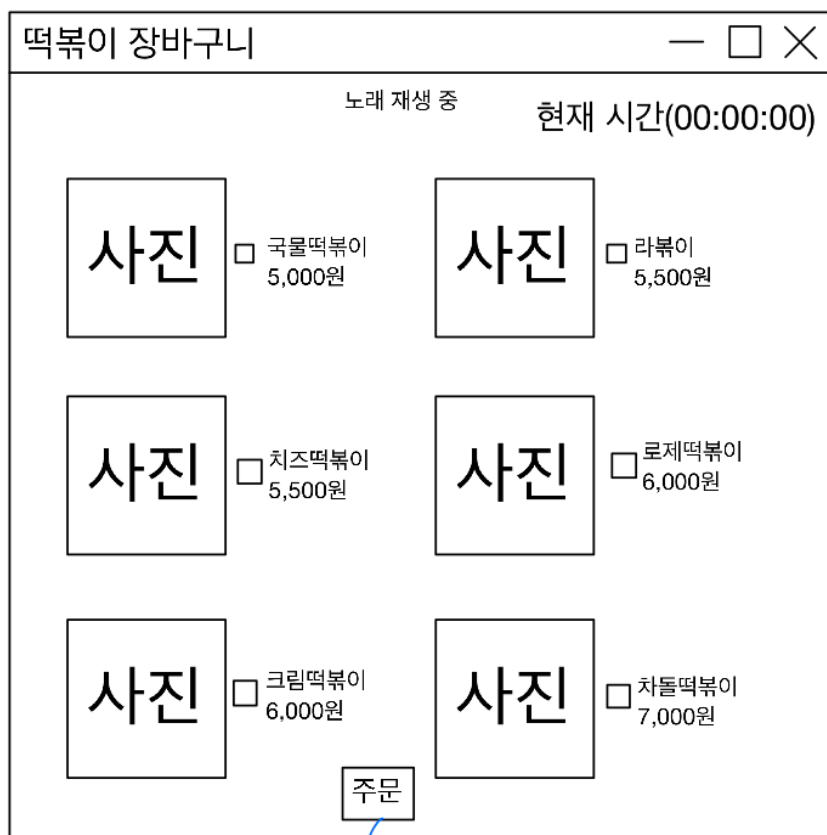 떡볶이 장바구니
노래 재생 중
현재 시간(00:00:00)
사진
국물떡볶이
5,000원
사진
라볶이
5,500원
사진
치즈떡볶이
5,500원
사진
로제떡볶이
6,000원
사진
크림떡볶이
6,000원
사진
차돌떡볶이
7,000원
주문